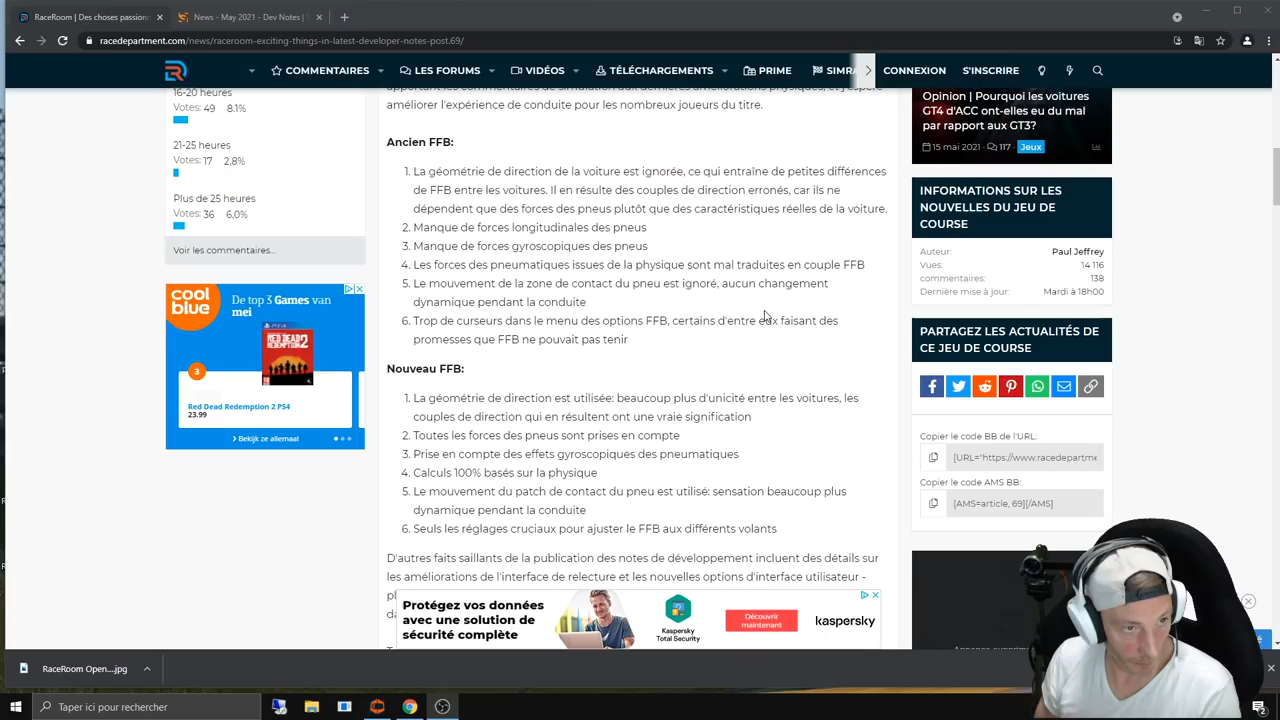 RaceRoom | Des choses passion
News - May 2021 - Dev Notes |
racedepartment.com/news/raceroom-exciting-things-in-latest-developer-notes-post.69/
COMMENTAIRES
LES FORUMS
VIDÉOS
TÉLÉCHARGEMENTS
PRIME
SIMRA
CONNEXION
S'INSCRIRE
16-20 heures
Votes: 49 8.1%
21-25 heures
Votes: 17 2,8%
Plus de 25 heures
Votes: 36 6,0%
Voir les commentaires...
cool
blue
De top 3 Games van
mei
3
Red Dead Redemption 2 PS4
23.99
Bekijk ze allemaal
améliorer l'expérience de conduite pour les nombreux joueurs du titre.
Ancien FFB:
1. La géométrie de direction de la voiture est ignorée, ce qui entraîne de petites différences
de FFB entre les voitures. Il en résulte des couples de direction erronés, car ils ne
dépendent que des forces des pneus plutôt que des caractéristiques réelles de la voiture.
2. Manque de forces longitudinales des pneus
3. Manque de forces gyroscopiques des pneus
4. Les forces des pneumatiques issues de la physique sont mal traduites en couple FFB
5. Le mouvement de la zone de contact du pneu est ignoré, aucun changement
dynamique pendant la conduite
6. Trop de curseurs dans le menu des options FFB, certains d'entre eux faisant des
promesses que FFB ne pouvait pas tenir
Nouveau FFB:
1. La géométrie de direction est utilisée: beaucoup plus d'unicité entre les voitures, les
couples de direction qui en résultent ont une vraie signification
2. Toutes les forces des pneus sont prises en compte
3. Prise en compte des effets gyroscopiques des pneumatiques
4. Calculs 100% basés sur la physique
5. Le mouvement du patch de contact du pneu est utilisé: sensation beaucoup plus
dynamique pendant la conduite
6. Seuls les réglages cruciaux pour ajuster le FFB aux différents volants
D'autres faits saillants de la publication des notes de développement incluent des détails sur
les améliorations de l'interface de relecture et les nouvelles options d'interface utilisateur -
Protégez vos données
avec une solution de
sécurité complète
Kaspersky
Total Security
Découvrir
maintenant
kaspersky
Opinion | Pourquoi les voitures
GT4 d'ACC ont-elles eu du mal
par rapport aux GT3?
15 mai 2021 · 117 · Jeux
INFORMATIONS SUR LES
NOUVELLES DU JEU DE
COURSE
Auteur: Paul Jeffrey
Vues: 14 116
commentaires: 138
Dernière mise à jour: Mardi à 18h00
PARTAGEZ LES ACTUALITÉS DE
CE JEU DE COURSE
Copier le code BB de l'URL:
[URL="https://www.racedepartme
Copier le code AMS BB:
[AMS=article, 69][/AMS]
RaceRoom Open....jpg
Taper ici pour rechercher